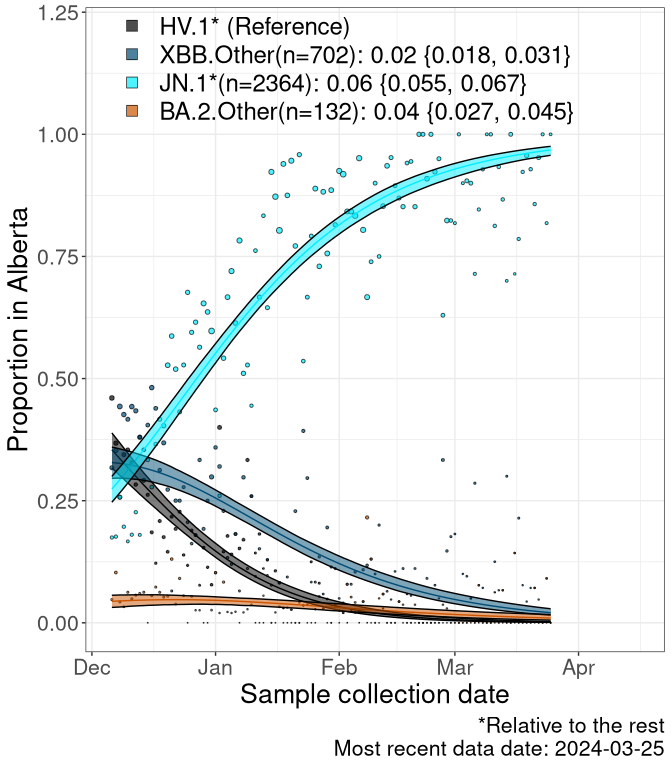 HV.1* (Reference)
XBB.Other(n=702): 0.02 {0.018, 0.031}
JN.1*(n=2364): 0.06 {0.055, 0.067}
BA.2.Other(n=132): 0.04 {0.027, 0.045}
Proportion in Alberta
1.25
1.00
0.75
0.50
0.25
0.00
Dec Jan Feb Mar Apr
Sample collection date
*Relative to the rest
Most recent data date: 2024-03-25